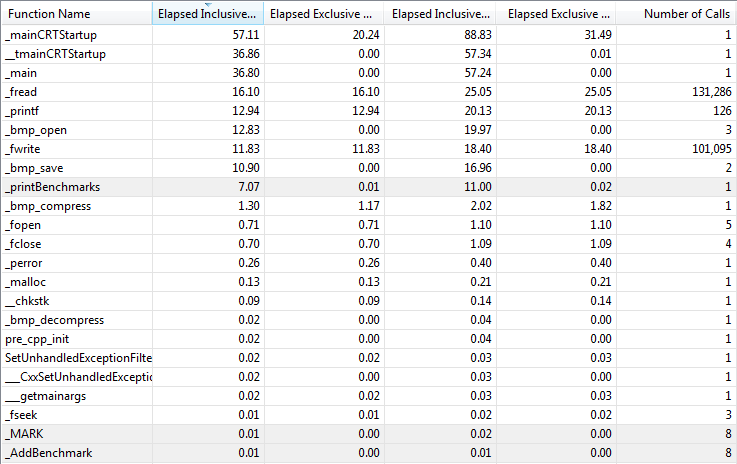 Function Name Elapsed Inclusive... Elapsed Exclusive ... Elapsed Inclusive... Elapsed Exclusive ... Number of Calls
_mainCRTStartup 57.11 20.24 88.83 31.49 1
__tmainCRTStartup 36.86 0.00 57.34 0.01 1
_main 36.80 0.00 57.24 0.00 1
_fread 16.10 16.10 25.05 25.05 131,286
_printf 12.94 12.94 20.13 20.13 126
_bmp_open 12.83 0.00 19.97 0.00 3
_fwrite 11.83 11.83 18.40 18.40 101,095
_bmp_save 10.90 0.00 16.96 0.00 2
_printBenchmarks 7.07 0.01 11.00 0.02 1
_bmp_compress 1.30 1.17 2.02 1.82 1
_fopen 0.71 0.71 1.10 1.10 5
_fclose 0.70 0.70 1.09 1.09 4
_perror 0.26 0.26 0.40 0.40 1
_malloc 0.13 0.13 0.21 0.21 1
__chkstk 0.09 0.09 0.14 0.14 1
_bmp_decompress 0.02 0.00 0.04 0.00 1
pre_cpp_init 0.02 0.00 0.04 0.00 1
SetUnhandledExceptionFilte 0.02 0.02 0.03 0.03 1
___CxxSetUnhandledExceptio 0.02 0.00 0.03 0.00 1
___getmainargs 0.02 0.02 0.03 0.03 1
_fseek 0.01 0.01 0.02 0.02 3
_MARK 0.01 0.00 0.02 0.00 8
_AddBenchmark 0.01 0.00 0.01 0.00 8